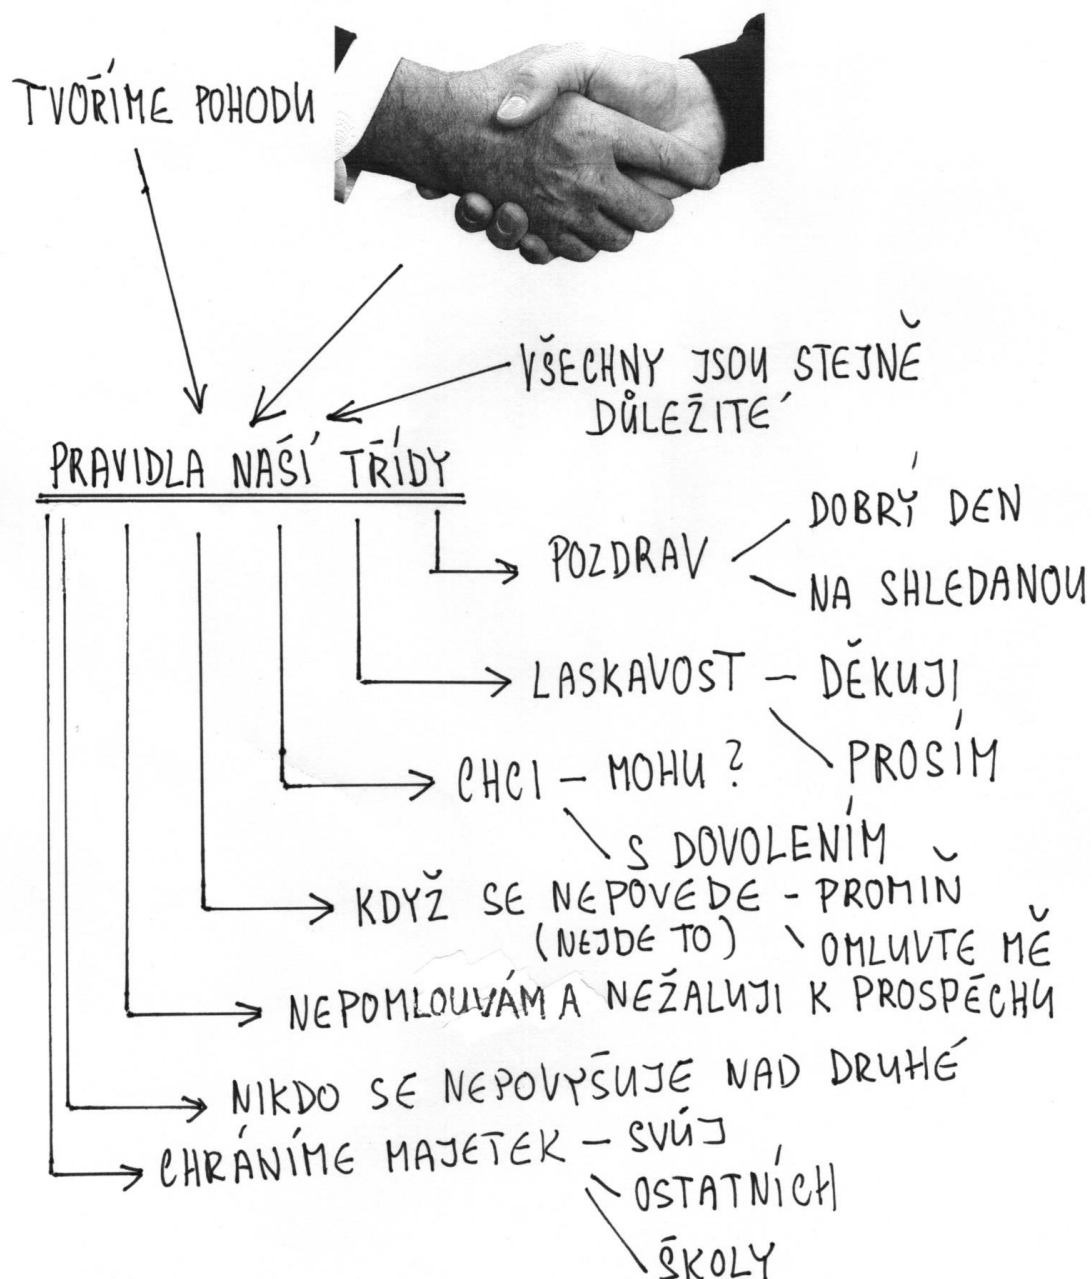 TVOŘÍME POHODU
VŠECHNY JSOU STEJNĚ
DŮLEŽITÉ
PRAVIDLA NAŠÍ TŘÍDY
POZDRAV
DOBRÝ DEN
NA SHLEDANOU
LASKAVOST – DĚKUJI
PROSÍM
CHCI – MOHU?
S DOVOLENÍM
KDYŽ SE NEPOVEDE - PROMIŇ
(NEJDE TO) OMLUVTE MĚ
NEPOMLOUVÁM A NEŽALUJI K PROSPĚCHU
NIKDO SE NEPOVYŠUJE NAD DRUHÉ
CHRÁNÍME MAJETEK – SVŮJ
OSTATNÍCH
ŠKOLY